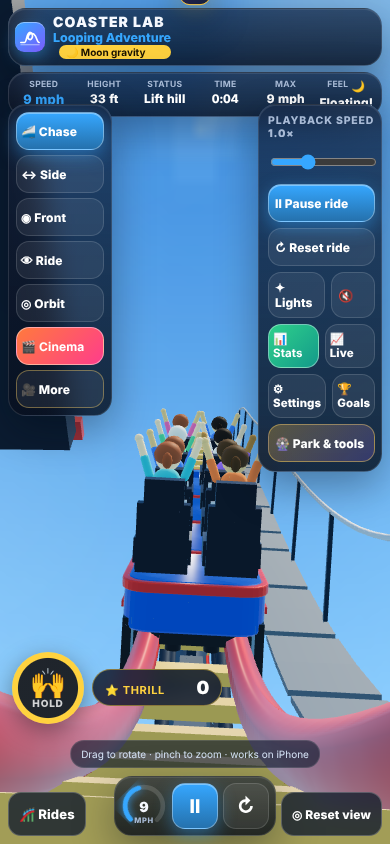 COASTER LAB
Looping Adventure
Moon gravity
SPEED HEIGHT STATUS TIME MAX FEEL 🌙
9 mph 33 ft Lift hill 0:04 9 mph Floating!
🎢 Chase
↔ Side
◉ Front
👁 Ride
◎ Orbit
🎬 Cinema
🎥 More
PLAYBACK SPEED
1.0×
⏸ Pause ride
↻ Reset ride
✦
Lights
🔇
📊
Stats
📈
Live
⚙
Settings
🏆
Goals
🎡 Park & tools
🙌
HOLD
⭐ THRILL 0
Drag to rotate · pinch to zoom · works on iPhone
🎢 Rides
9
MPH
⏸
↻
◎ Reset view